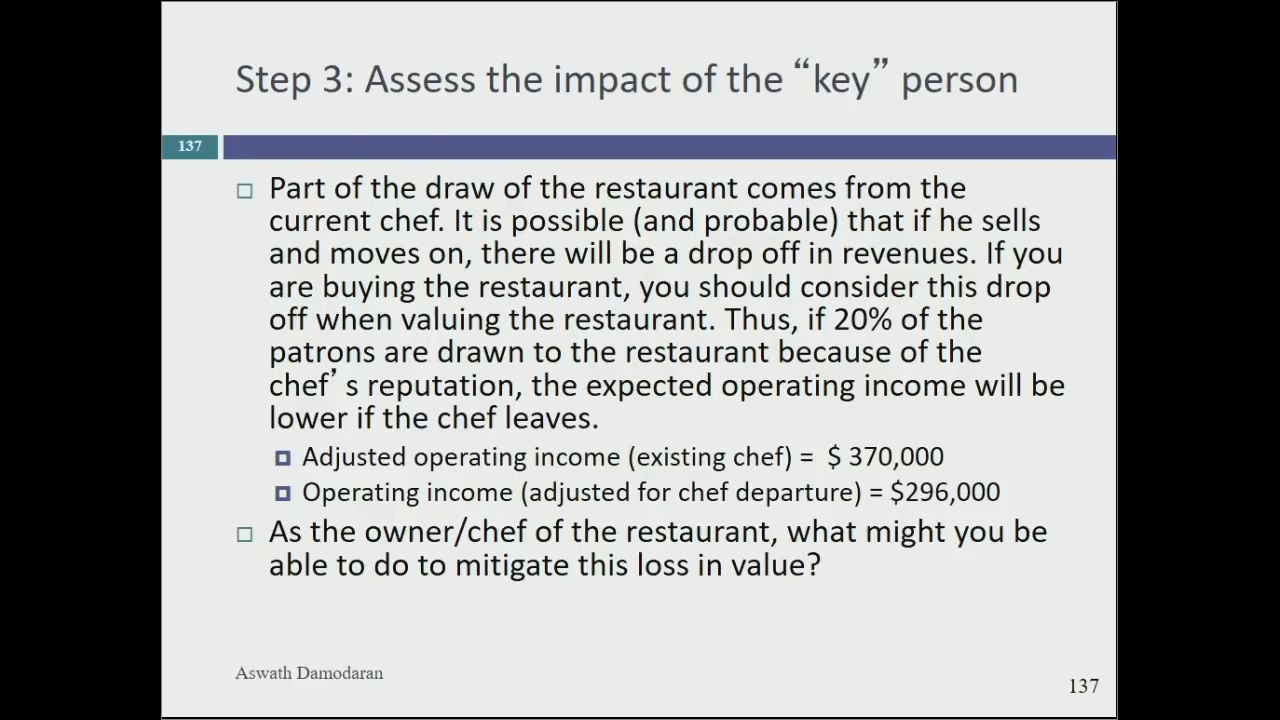 Step 3: Assess the impact of the “key” person
137
Part of the draw of the restaurant comes from the
current chef. It is possible (and probable) that if he sells
and moves on, there will be a drop off in revenues. If you
are buying the restaurant, you should consider this drop
off when valuing the restaurant. Thus, if 20% of the
patrons are drawn to the restaurant because of the
chef’s reputation, the expected operating income will be
lower if the chef leaves.
Adjusted operating income (existing chef) = $ 370,000
Operating income (adjusted for chef departure) = $296,000
As the owner/chef of the restaurant, what might you be
able to do to mitigate this loss in value?
Aswath Damodaran
137